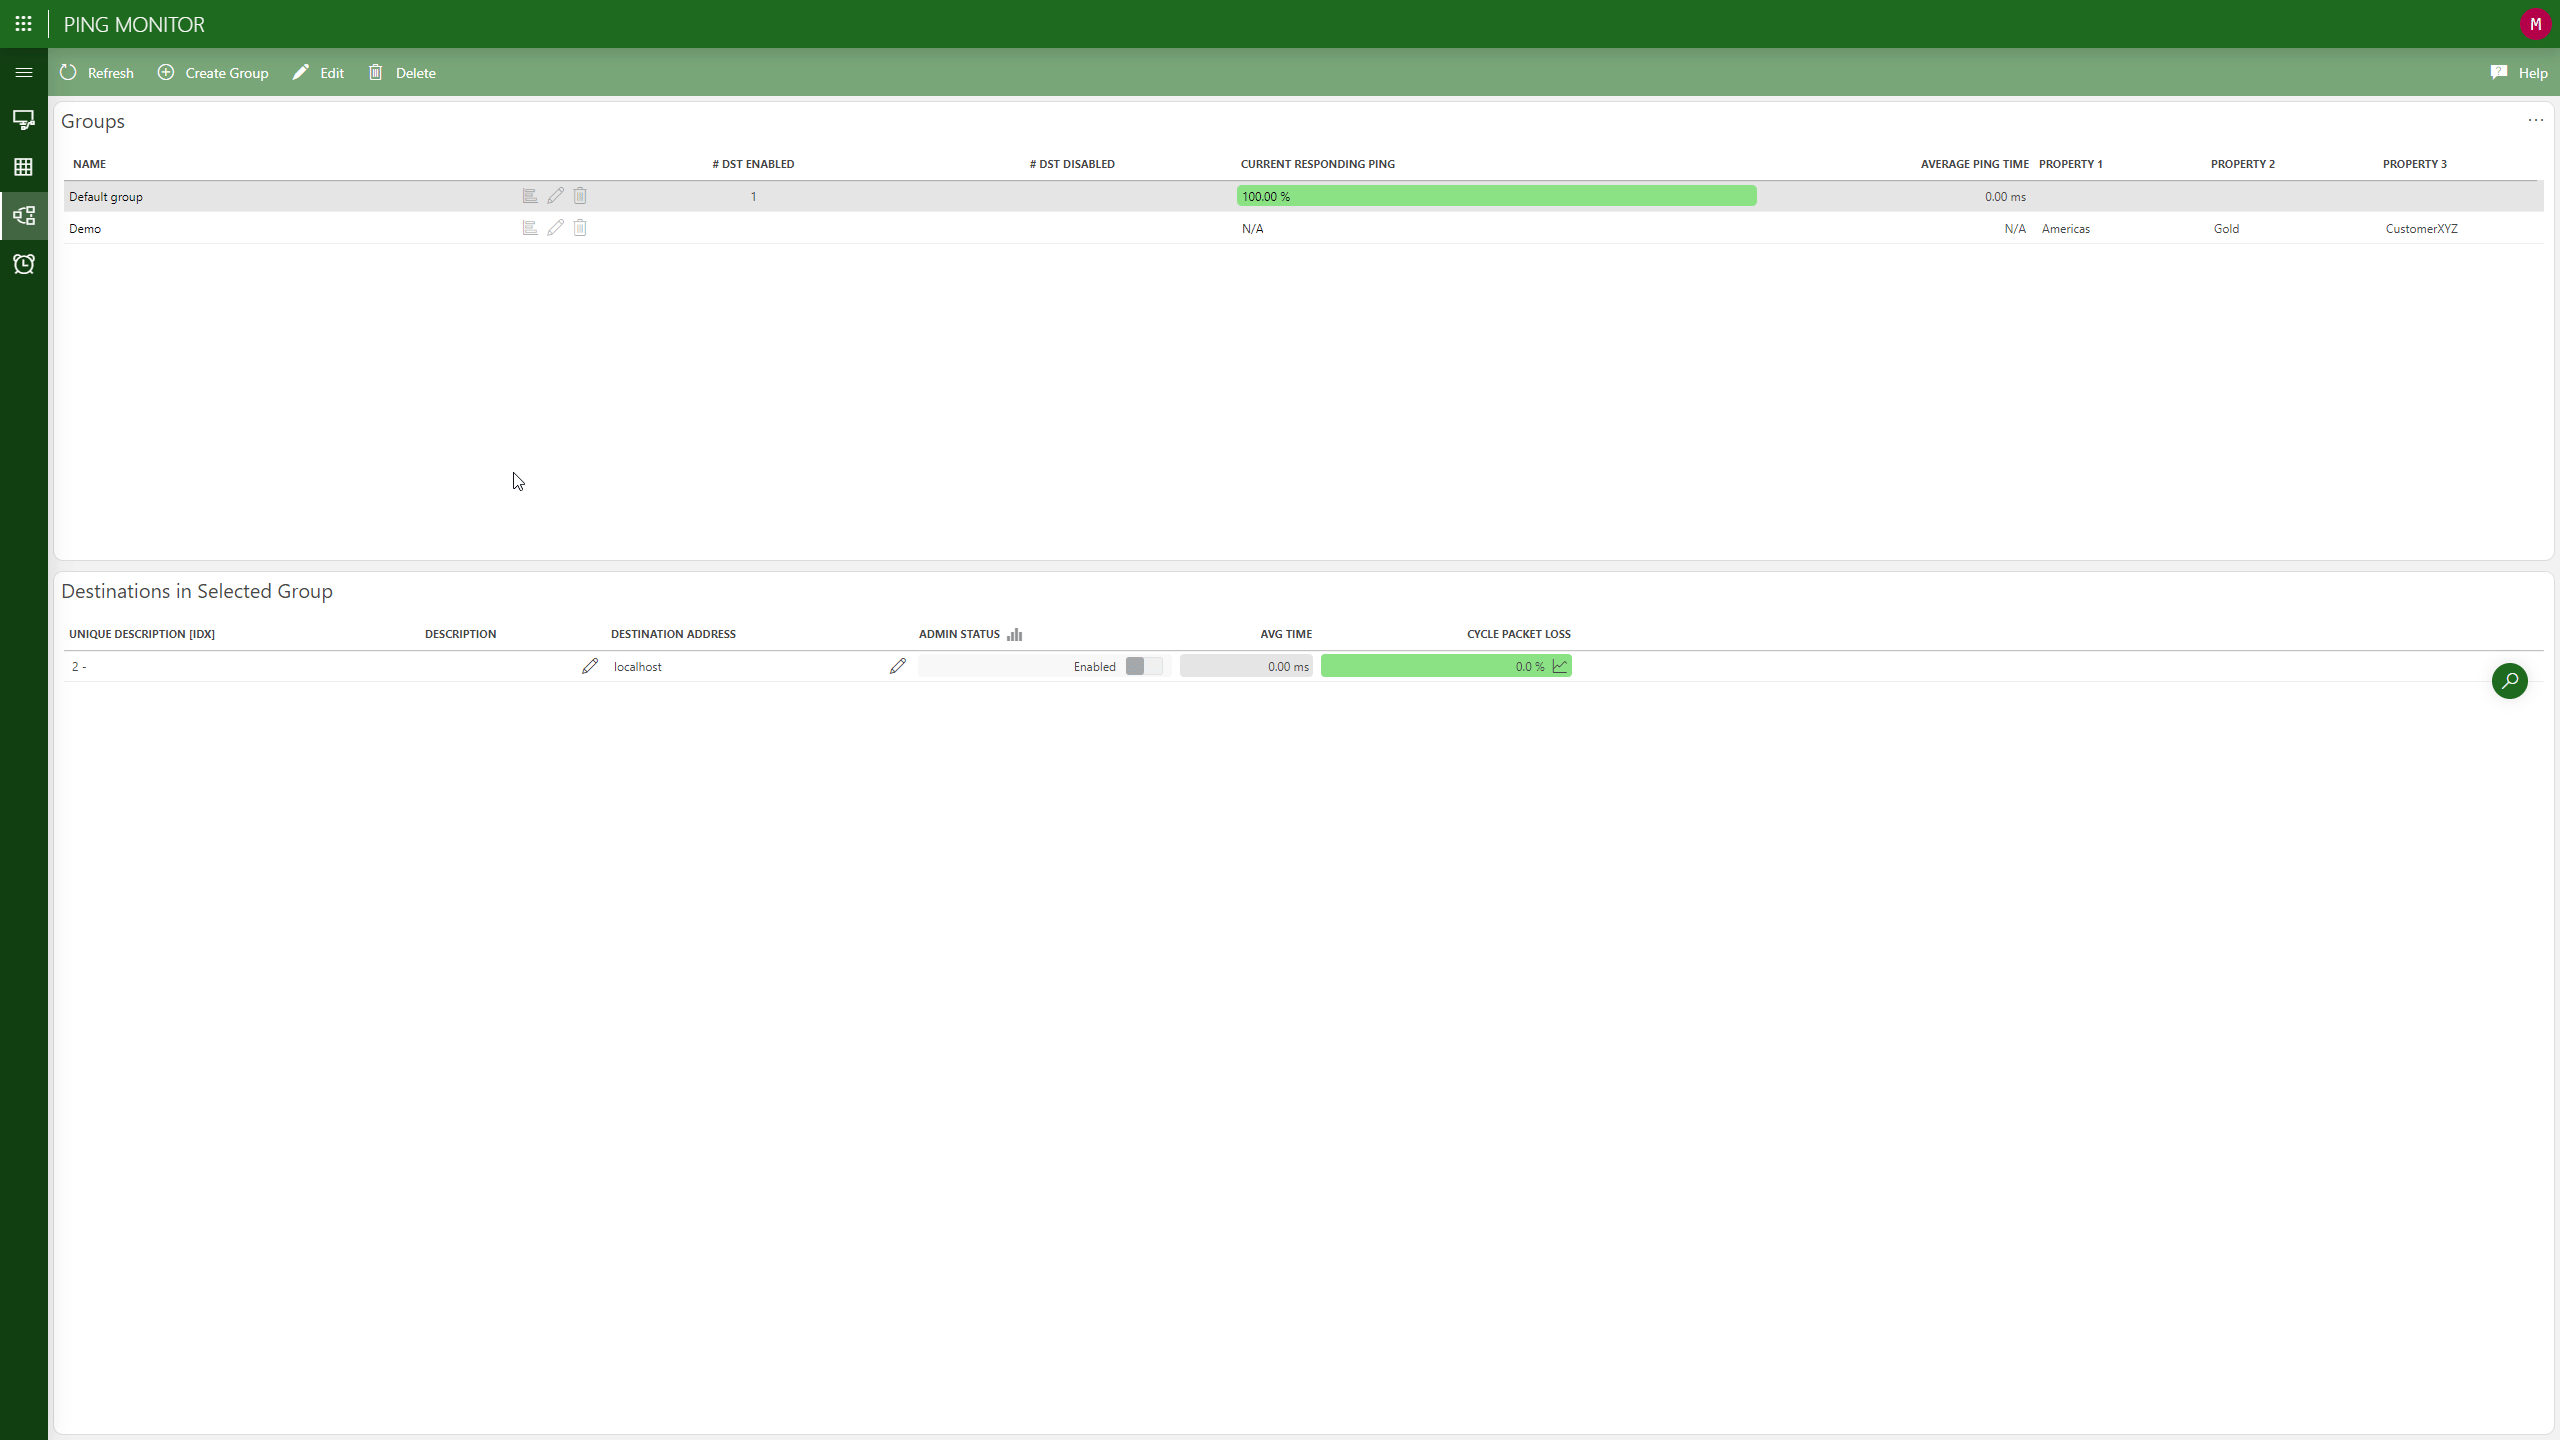 PING MONITOR
M
Refresh Create Group Edit Delete Help
Groups
NAME # DST ENABLED # DST DISABLED CURRENT RESPONDING PING AVERAGE PING TIME PROPERTY 1 PROPERTY 2 PROPERTY 3
Default group 1 100.00 % 0.00 ms
Demo N/A N/A Americas Gold CustomerXYZ
Destinations in Selected Group
UNIQUE DESCRIPTION [IDX] DESCRIPTION DESTINATION ADDRESS ADMIN STATUS AVG TIME CYCLE PACKET LOSS
2 - localhost Enabled 0.00 ms 0.0 %